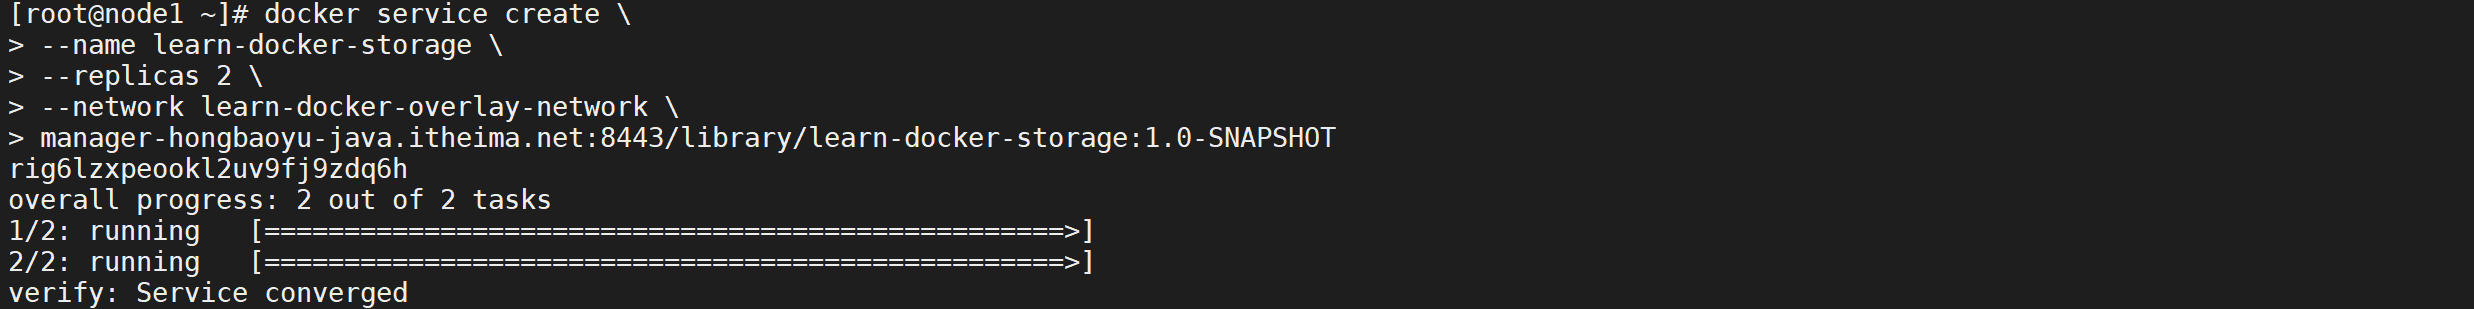 [root@node1 ~]# docker service create \
> --name learn-docker-storage \
> --replicas 2 \
> --network learn-docker-overlay-network \
> manager-hongbaoyu-java.itheima.net:8443/library/learn-docker-storage:1.0-SNAPSHOT
rig6lzxpeookl2uv9fj9zdq6h
overall progress: 2 out of 2 tasks
1/2: running   [==================================================>]
2/2: running   [==================================================>]
verify: Service converged